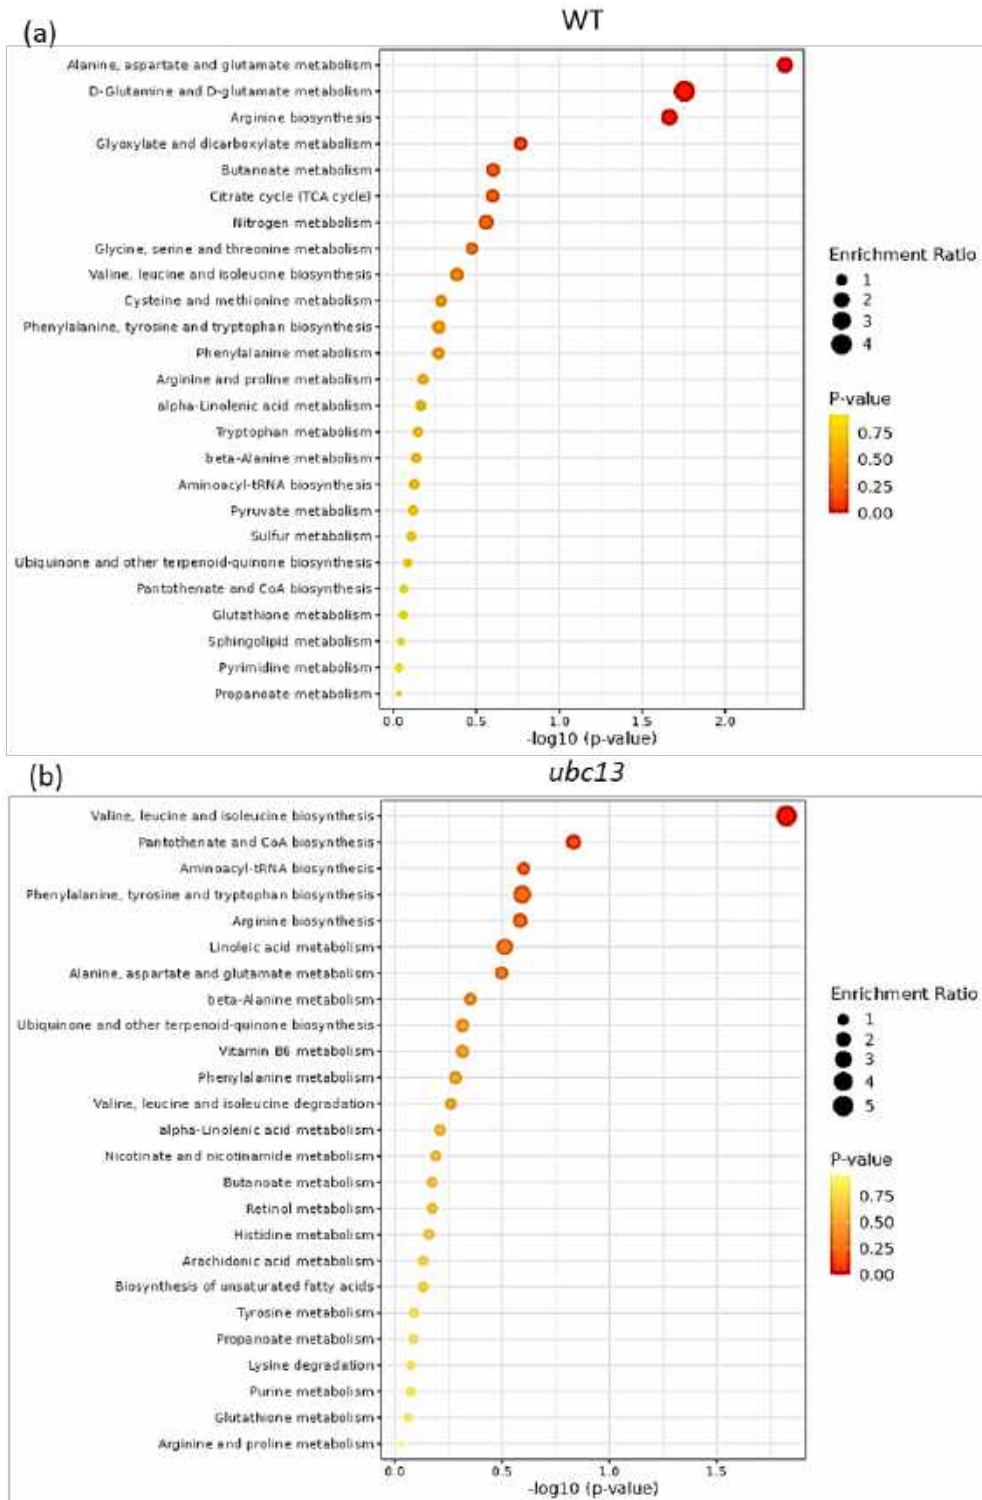 (a)
WT
Alanine, aspartate and glutamate metabolism
D-Glutamine and D-glutamate metabolism
Arginine biosynthesis
Glyoxylate and dicarboxylate metabolism
Butanoate metabolism
Citrate cycle (TCA cycle)
Nitrogen metabolism
Glycine, serine and threonine metabolism
Valine, leucine and isoleucine biosynthesis
Cysteine and methionine metabolism
Phenylalanine, tyrosine and tryptophan biosynthesis
Phenylalanine metabolism
Arginine and proline metabolism
alpha-Linolenic acid metabolism
Tryptophan metabolism
beta-Alanine metabolism
Aminoacyl-tRNA biosynthesis
Pyruvate metabolism
Sulfur metabolism
Ubiquinone and other terpenoid-quinone biosynthesis
Pantothenate and CoA biosynthesis
Glutathione metabolism
Sphingolipid metabolism
Pyrimidine metabolism
Propanoate metabolism
0.0 0.5 1.0 1.5 2.0
-log10 (p-value)
Enrichment Ratio
1
2
3
4
P-value
0.75
0.50
0.25
0.00
(b)
ubc13
Valine, leucine and isoleucine biosynthesis
Pantothenate and CoA biosynthesis
Aminoacyl-tRNA biosynthesis
Phenylalanine, tyrosine and tryptophan biosynthesis
Arginine biosynthesis
Linoleic acid metabolism
Alanine, aspartate and glutamate metabolism
beta-Alanine metabolism
Ubiquinone and other terpenoid-quinone biosynthesis
Vitamin B6 metabolism
Phenylalanine metabolism
Valine, leucine and isoleucine degradation
alpha-Linolenic acid metabolism
Nicotinate and nicotinamide metabolism
Butanoate metabolism
Retinol metabolism
Histidine metabolism
Arachidonic acid metabolism
Biosynthesis of unsaturated fatty acids
Tyrosine metabolism
Propanoate metabolism
Lysine degradation
Purine metabolism
Glutathione metabolism
Arginine and proline metabolism
0.0 0.5 1.0 1.5
-log10 (p-value)
Enrichment Ratio
1
2
3
4
5
P-value
0.75
0.50
0.25
0.00